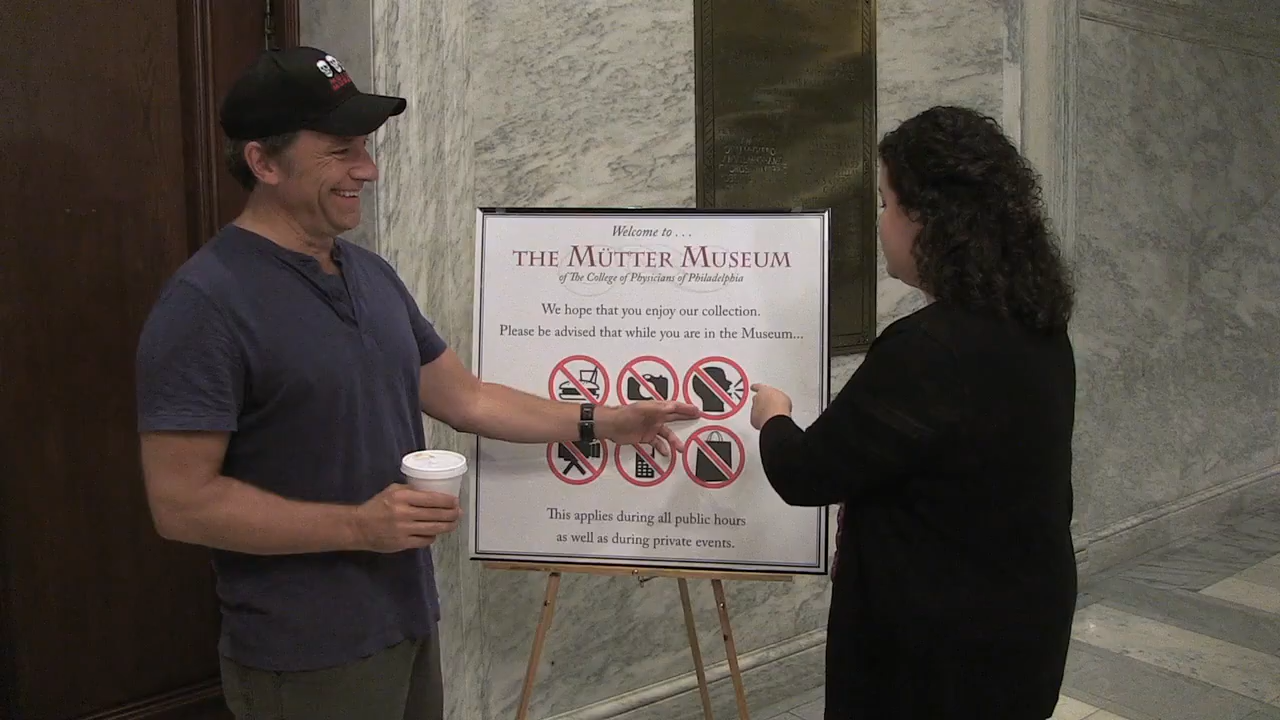 Welcome to . . .
THE MÜTTER MUSEUM
of The College of Physicians of Philadelphia
We hope that you enjoy our collection.
Please be advised that while you are in the Museum...
This applies during all public hours
as well as during private events.